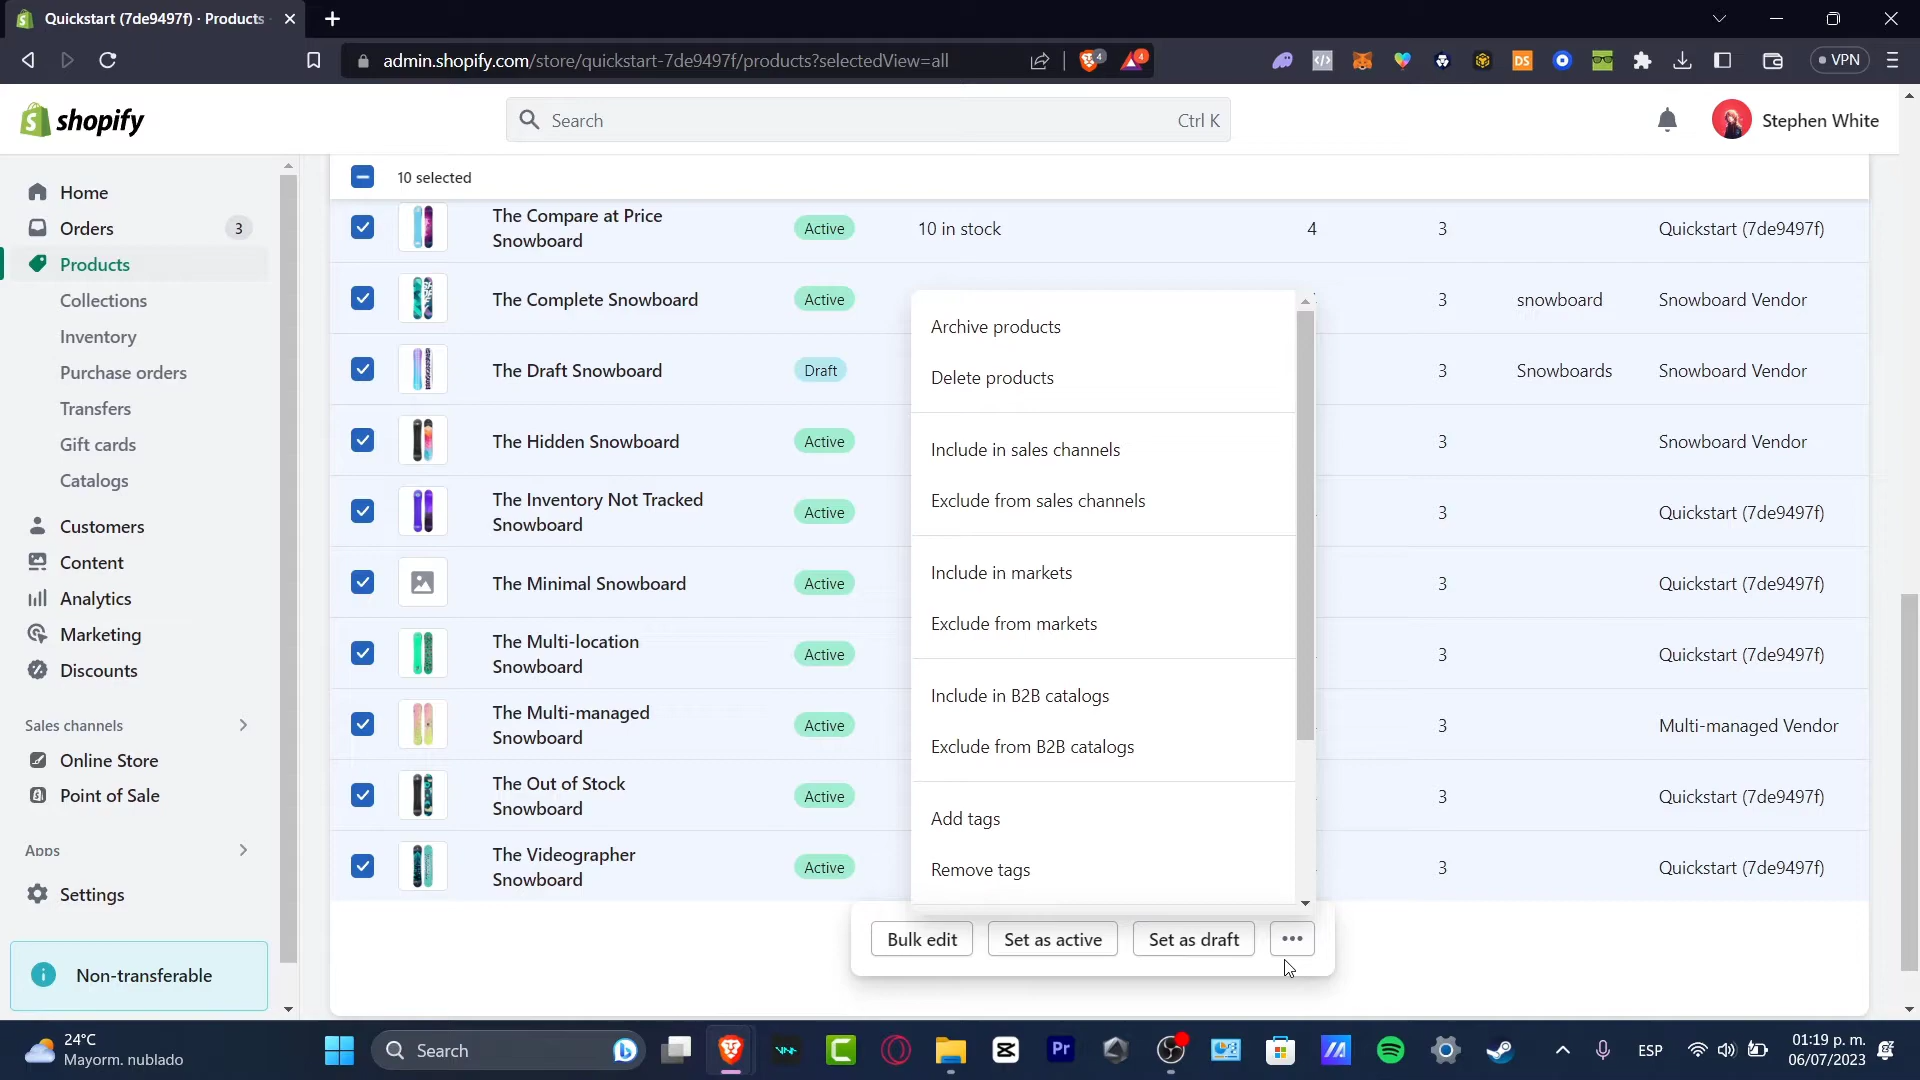 Quickstart (7de9497f) · Products
admin.shopify.com/store/quickstart-7de9497f/products?selectedView=all
4
4
DS
VPN
shopify
Search
Ctrl K
Stephen White
Home
Orders
3
Products
Collections
Inventory
Purchase orders
Transfers
Gift cards
Catalogs
Customers
Content
Analytics
Marketing
Discounts
Sales channels
Online Store
Point of Sale
Apps
Settings
Non-transferable
10 selected
The Compare at Price
Snowboard
Active
10 in stock
4
3
Quickstart (7de9497f)
The Complete Snowboard
Active
3
snowboard
Snowboard Vendor
The Draft Snowboard
Draft
3
Snowboards
Snowboard Vendor
The Hidden Snowboard
Active
3
Snowboard Vendor
The Inventory Not Tracked
Snowboard
Active
3
Quickstart (7de9497f)
The Minimal Snowboard
Active
3
Quickstart (7de9497f)
The Multi-location
Snowboard
Active
3
Quickstart (7de9497f)
The Multi-managed
Snowboard
Active
3
Multi-managed Vendor
The Out of Stock
Snowboard
Active
3
Quickstart (7de9497f)
The Videographer
Snowboard
Active
3
Quickstart (7de9497f)
Archive products
Delete products
Include in sales channels
Exclude from sales channels
Include in markets
Exclude from markets
Include in B2B catalogs
Exclude from B2B catalogs
Add tags
Remove tags
Bulk edit
Set as active
Set as draft
24°C
Mayorm. nublado
Search
Pr
ESP
01:19 p. m.
06/07/2023